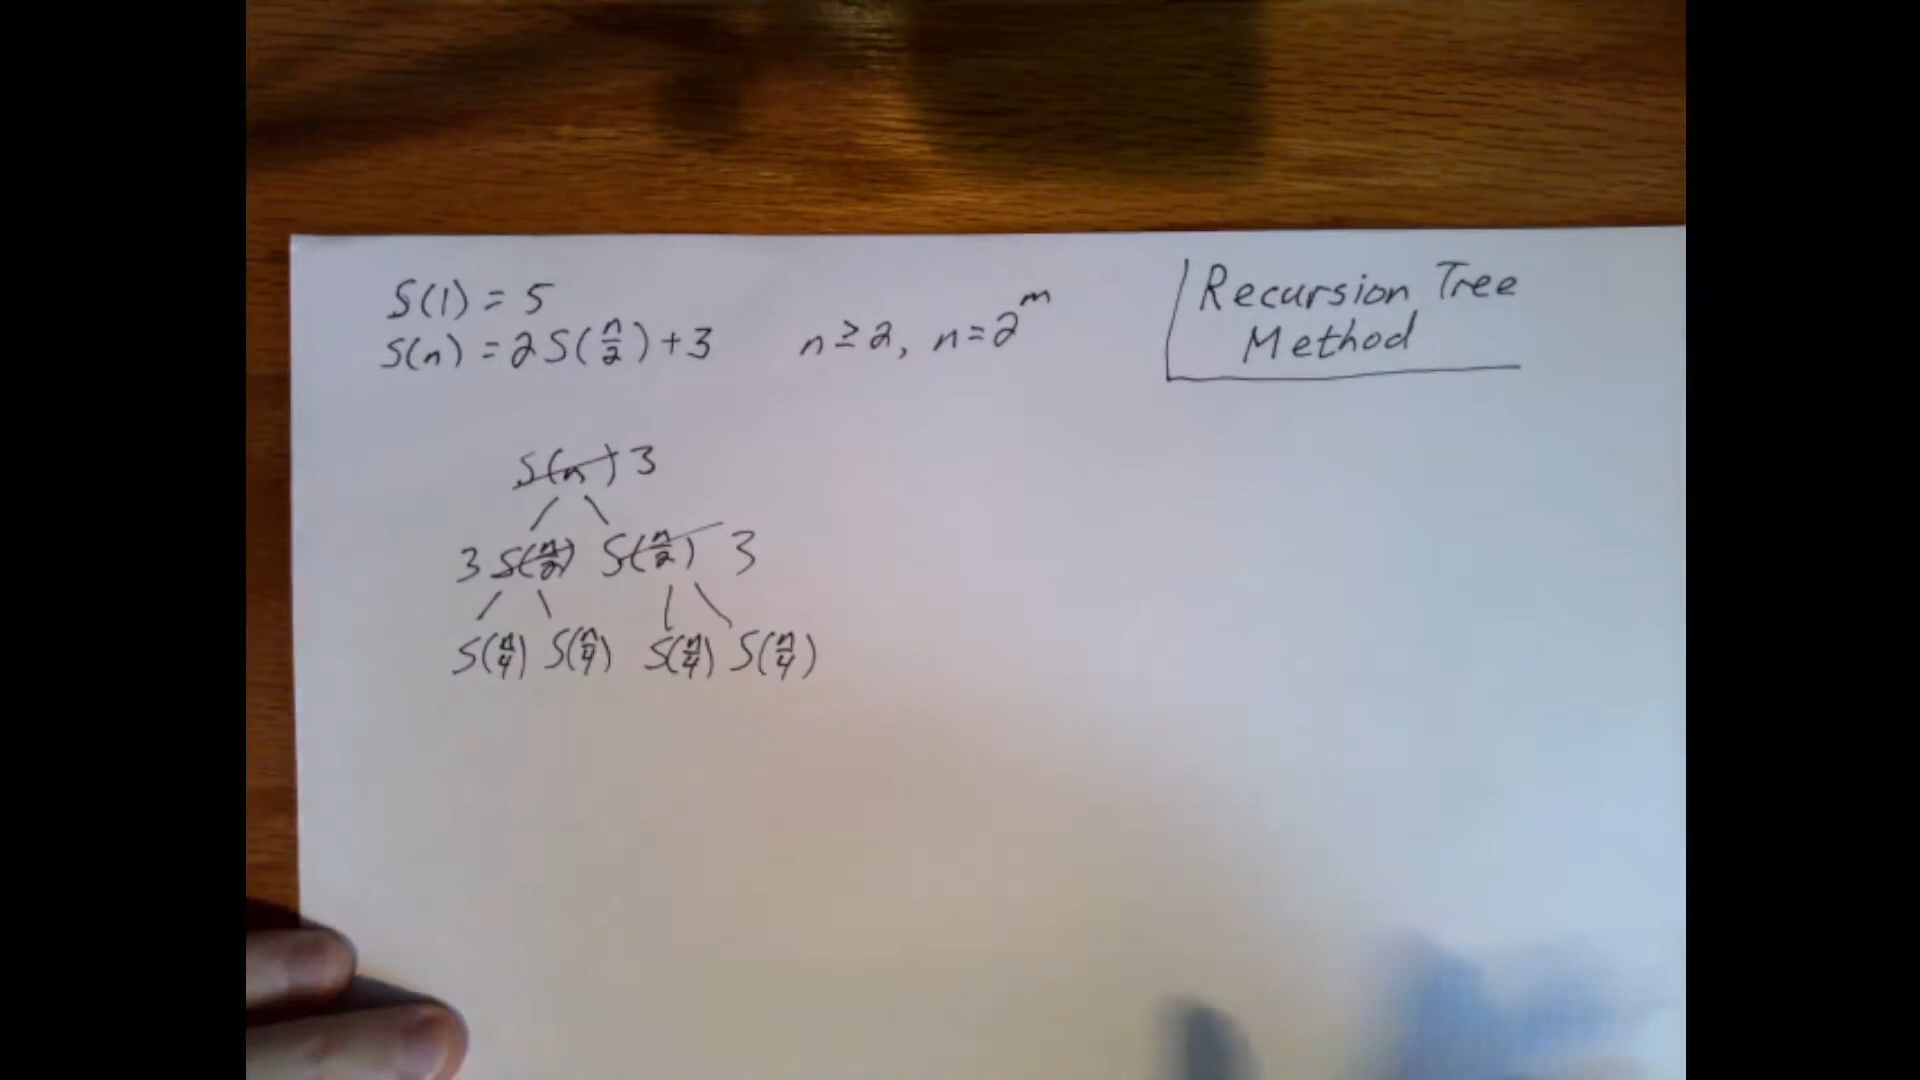 S(1) = 5
S(n) = 2S(n/2) + 3 n ≥ 2, n = 2^m
Recursion Tree
Method
S(n) 3
3 S(n/2) S(n/2) 3
S(n/4) S(n/4) S(n/4) S(n/4)